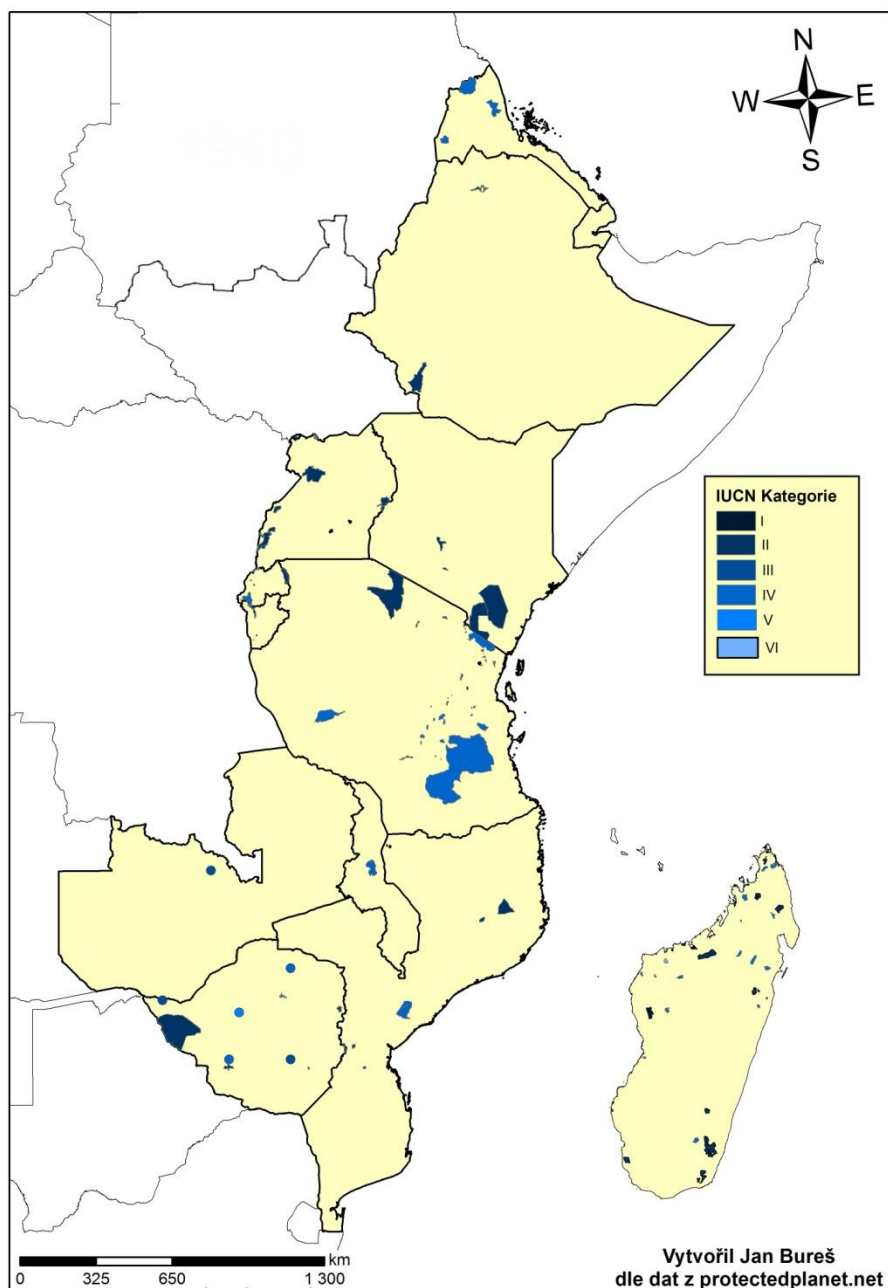 N
W E
S
IUCN Kategorie
I
II
III
IV
V
VI
km
0 325 650 1 300
Vytvořil Jan Bureš
dle dat z protectedplanet.net